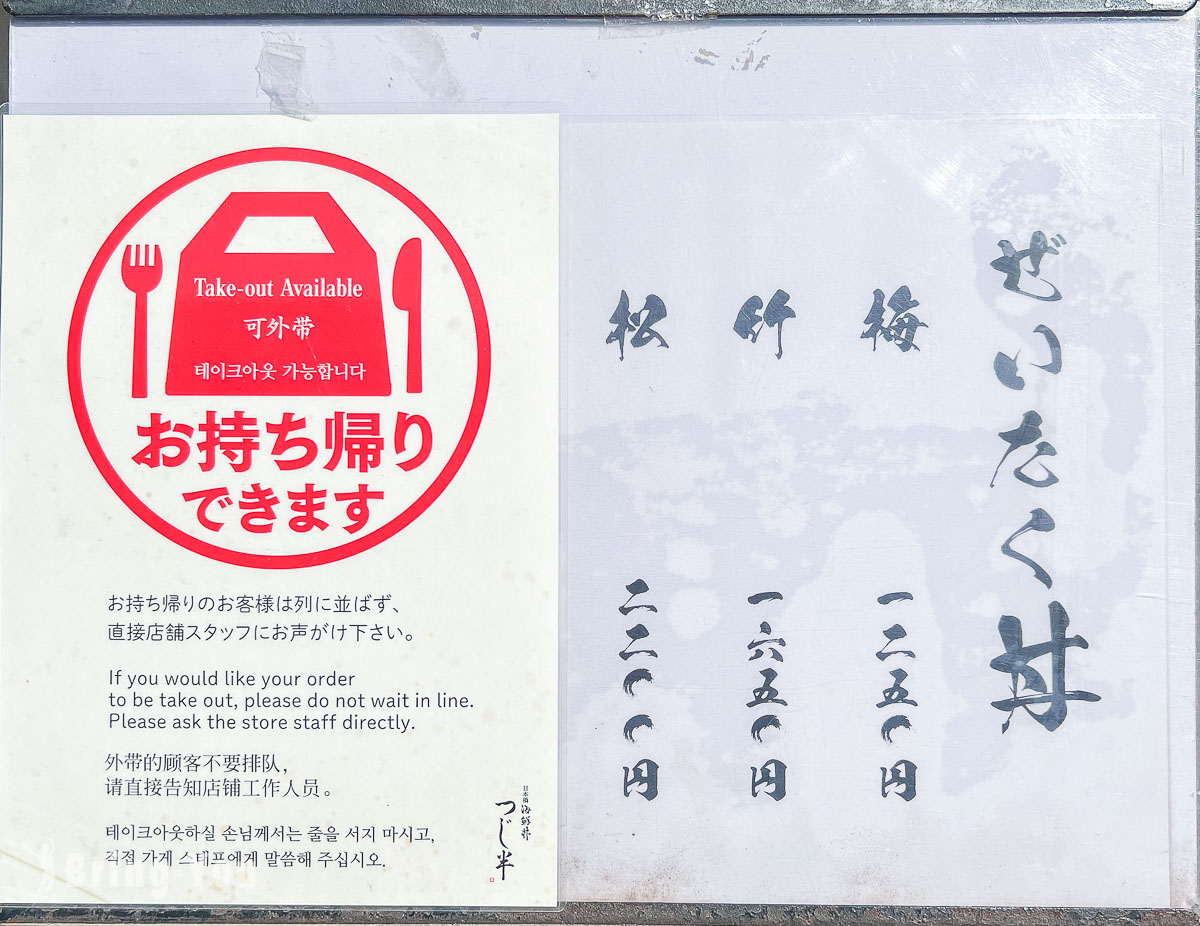 Take-out Available
可外帯
테이크아웃 가능합니다
お持ち帰り
できます
お持ち帰りのお客様は列に並ばず、
直接店舗スタッフにお声がけ下さい。
If you would like your order
to be take out, please do not wait in line.
Please ask the store staff directly.
外带的顾客不要排队，
请直接告知店铺工作人员。
테이크아웃하실 손님께서는 줄을 서지 마시고,
직접 가게 스태프에게 말씀해 주십시오.
日本橋 海鮮丼
つじ半
ぜいたく丼
梅 一二五〇円
竹 一六五〇円
松 二二〇〇円
Bring You